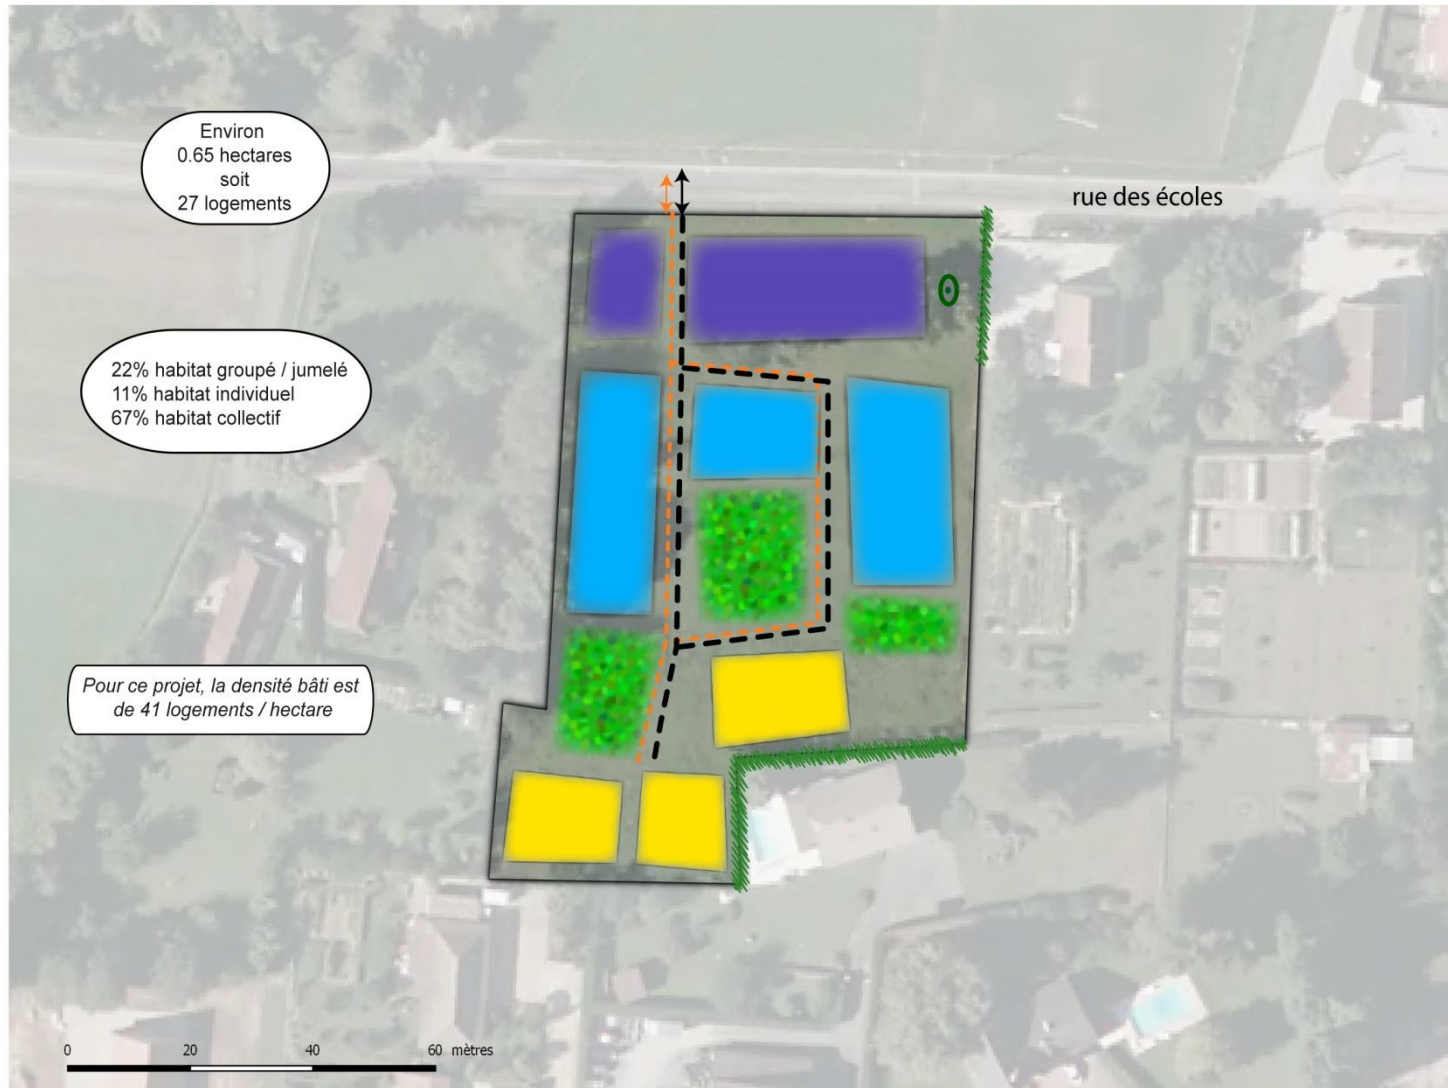 Environ
0.65 hectares
soit
27 logements
rue des écoles
22% habitat groupé / jumelé
11% habitat individuel
67% habitat collectif
Pour ce projet, la densité bâti est
de 41 logements / hectare
0 20 40 60 mètres